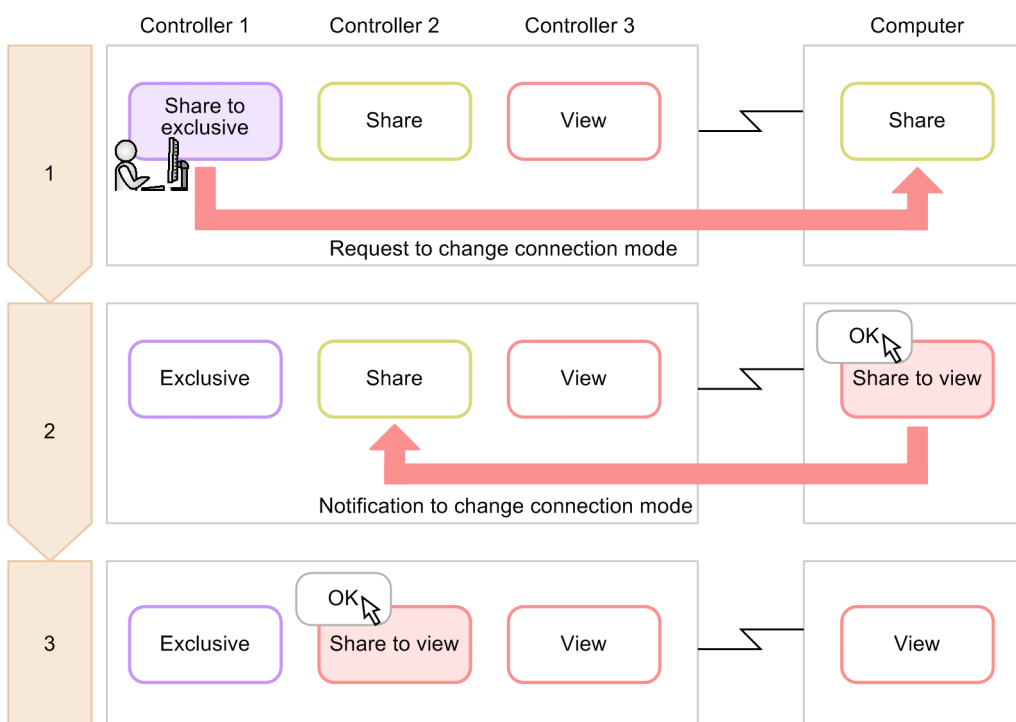 Controller 1
Controller 2
Controller 3
Computer
1
Share to
exclusive
Share
View
Share
Request to change connection mode
2
Exclusive
Share
View
OK
Share to view
Notification to change connection mode
3
Exclusive
OK
Share to view
View
View